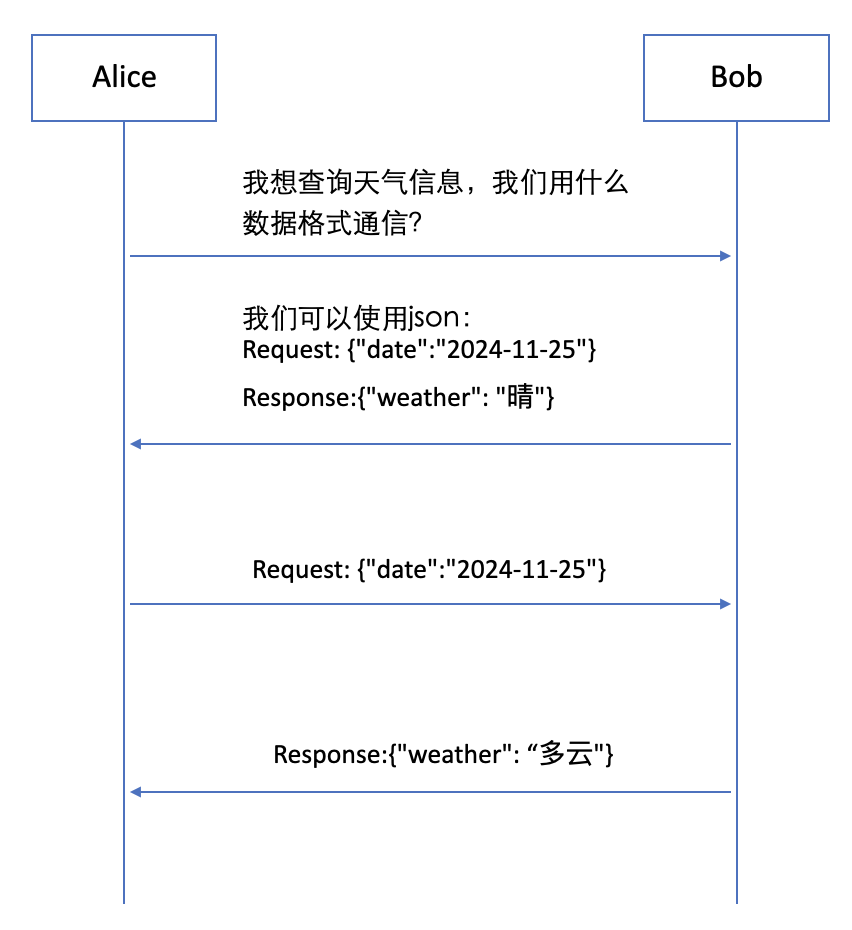 Alice
Bob
我想查询天气信息，我们用什么
数据格式通信？
我们可以使用json：
Request: {"date":"2024-11-25"}
Response:{"weather": "晴"}
Request: {"date":"2024-11-25"}
Response:{"weather": “多云"}